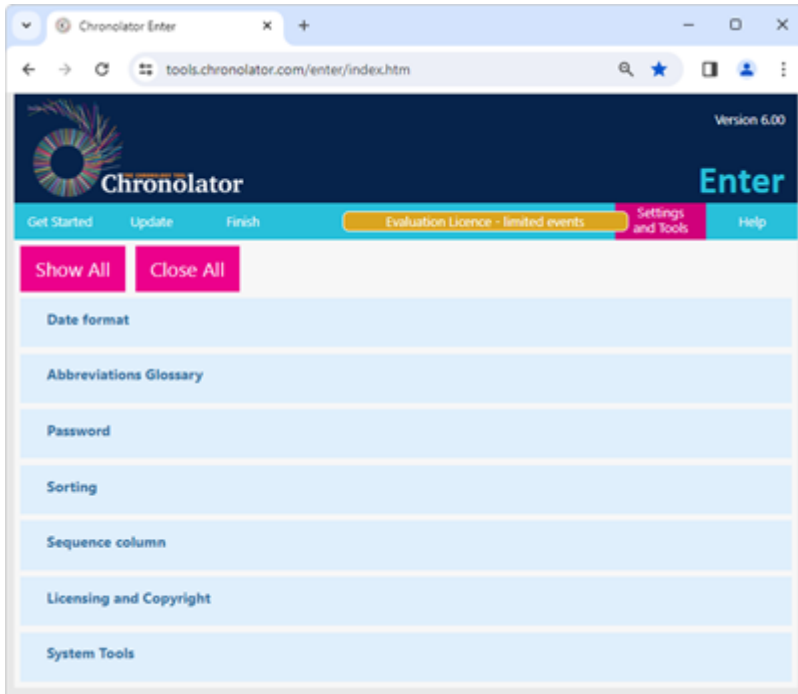 Chronolator Enter
tools.chronolator.com/enter/index.htm
Version 6.00
Chronolator
Enter
Get Started Update Finish Evaluation Licence - limited events Settings and Tools Help
Show All Close All
Date format
Abbreviations Glossary
Password
Sorting
Sequence column
Licensing and Copyright
System Tools